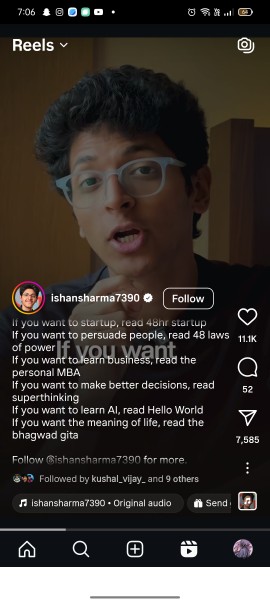 7:06
Reels
ishansharma7390
Follow
If you want to startup, read 48hr startup
If you want to persuade people, read 48 laws
of power
If you want to learn business, read the
personal MBA
If you want to make better decisions, read
superthinking
If you want to learn AI, read Hello World
If you want the meaning of life, read the
bhagwad gita
If you want
Follow @ishansharma7390 for more.
Followed by kushal_vijay_ and 9 others
ishansharma7390 • Original audio
Send
11.1K
52
7,585